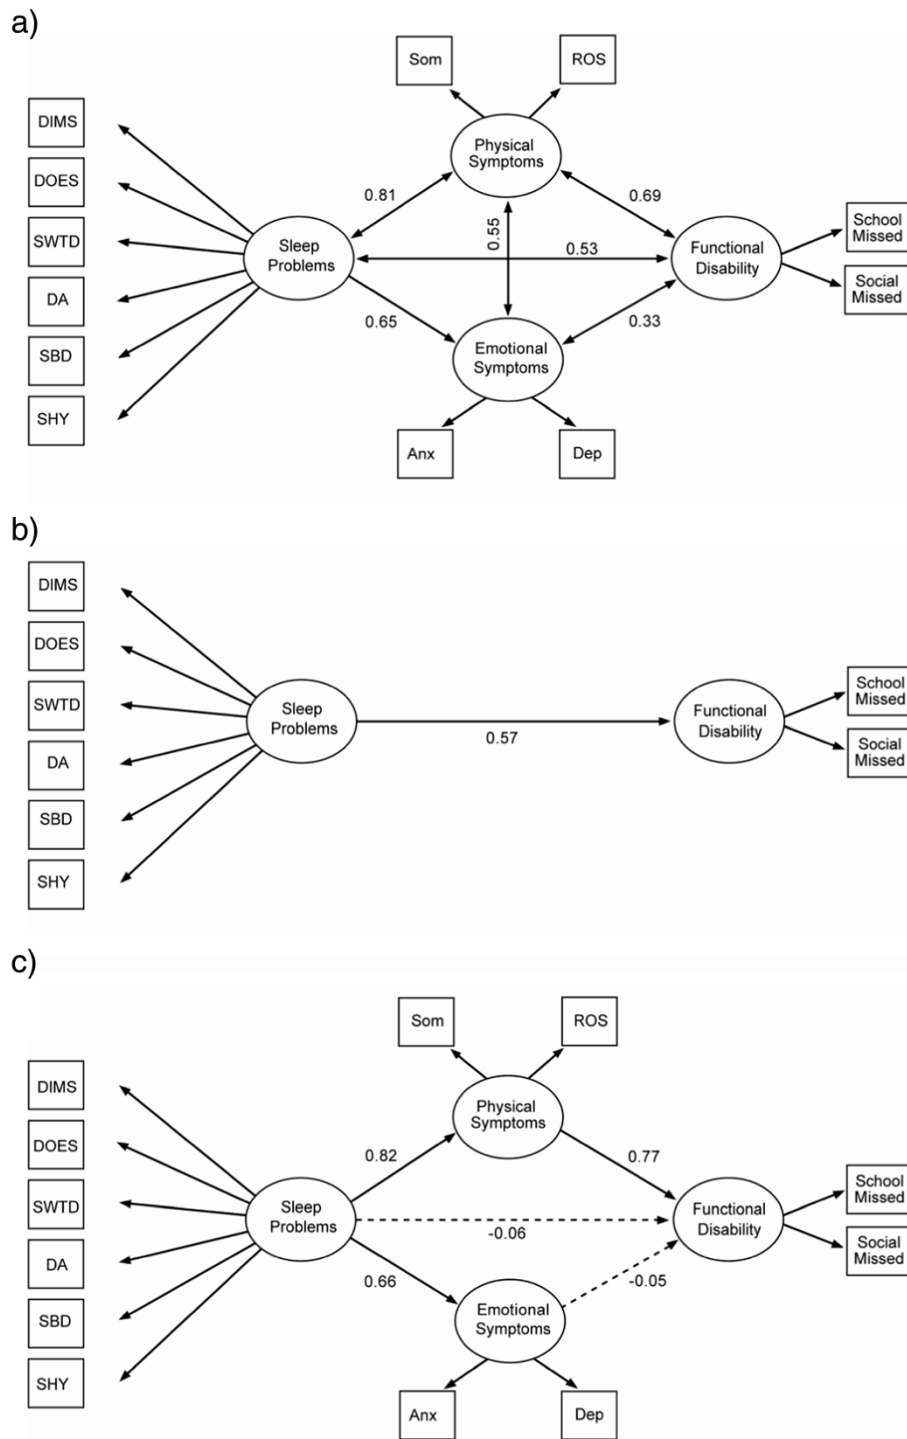 a)
Som
ROS
DIMS
Physical
Symptoms
DOES
0.81
0.69
0.55
SWTD
Sleep
Problems
0.53
Functional
Disability
School
Missed
DA
Social
Missed
0.65
0.33
SBD
Emotional
Symptoms
SHY
Anx
Dep
b)
DIMS
DOES
SWTD
Sleep
Problems
Functional
Disability
School
Missed
0.57
DA
Social
Missed
SBD
SHY
c)
Som
ROS
DIMS
Physical
Symptoms
DOES
0.82
0.77
SWTD
Sleep
Problems
Functional
Disability
School
Missed
-0.06
DA
Social
Missed
0.66
-0.05
SBD
Emotional
Symptoms
SHY
Anx
Dep